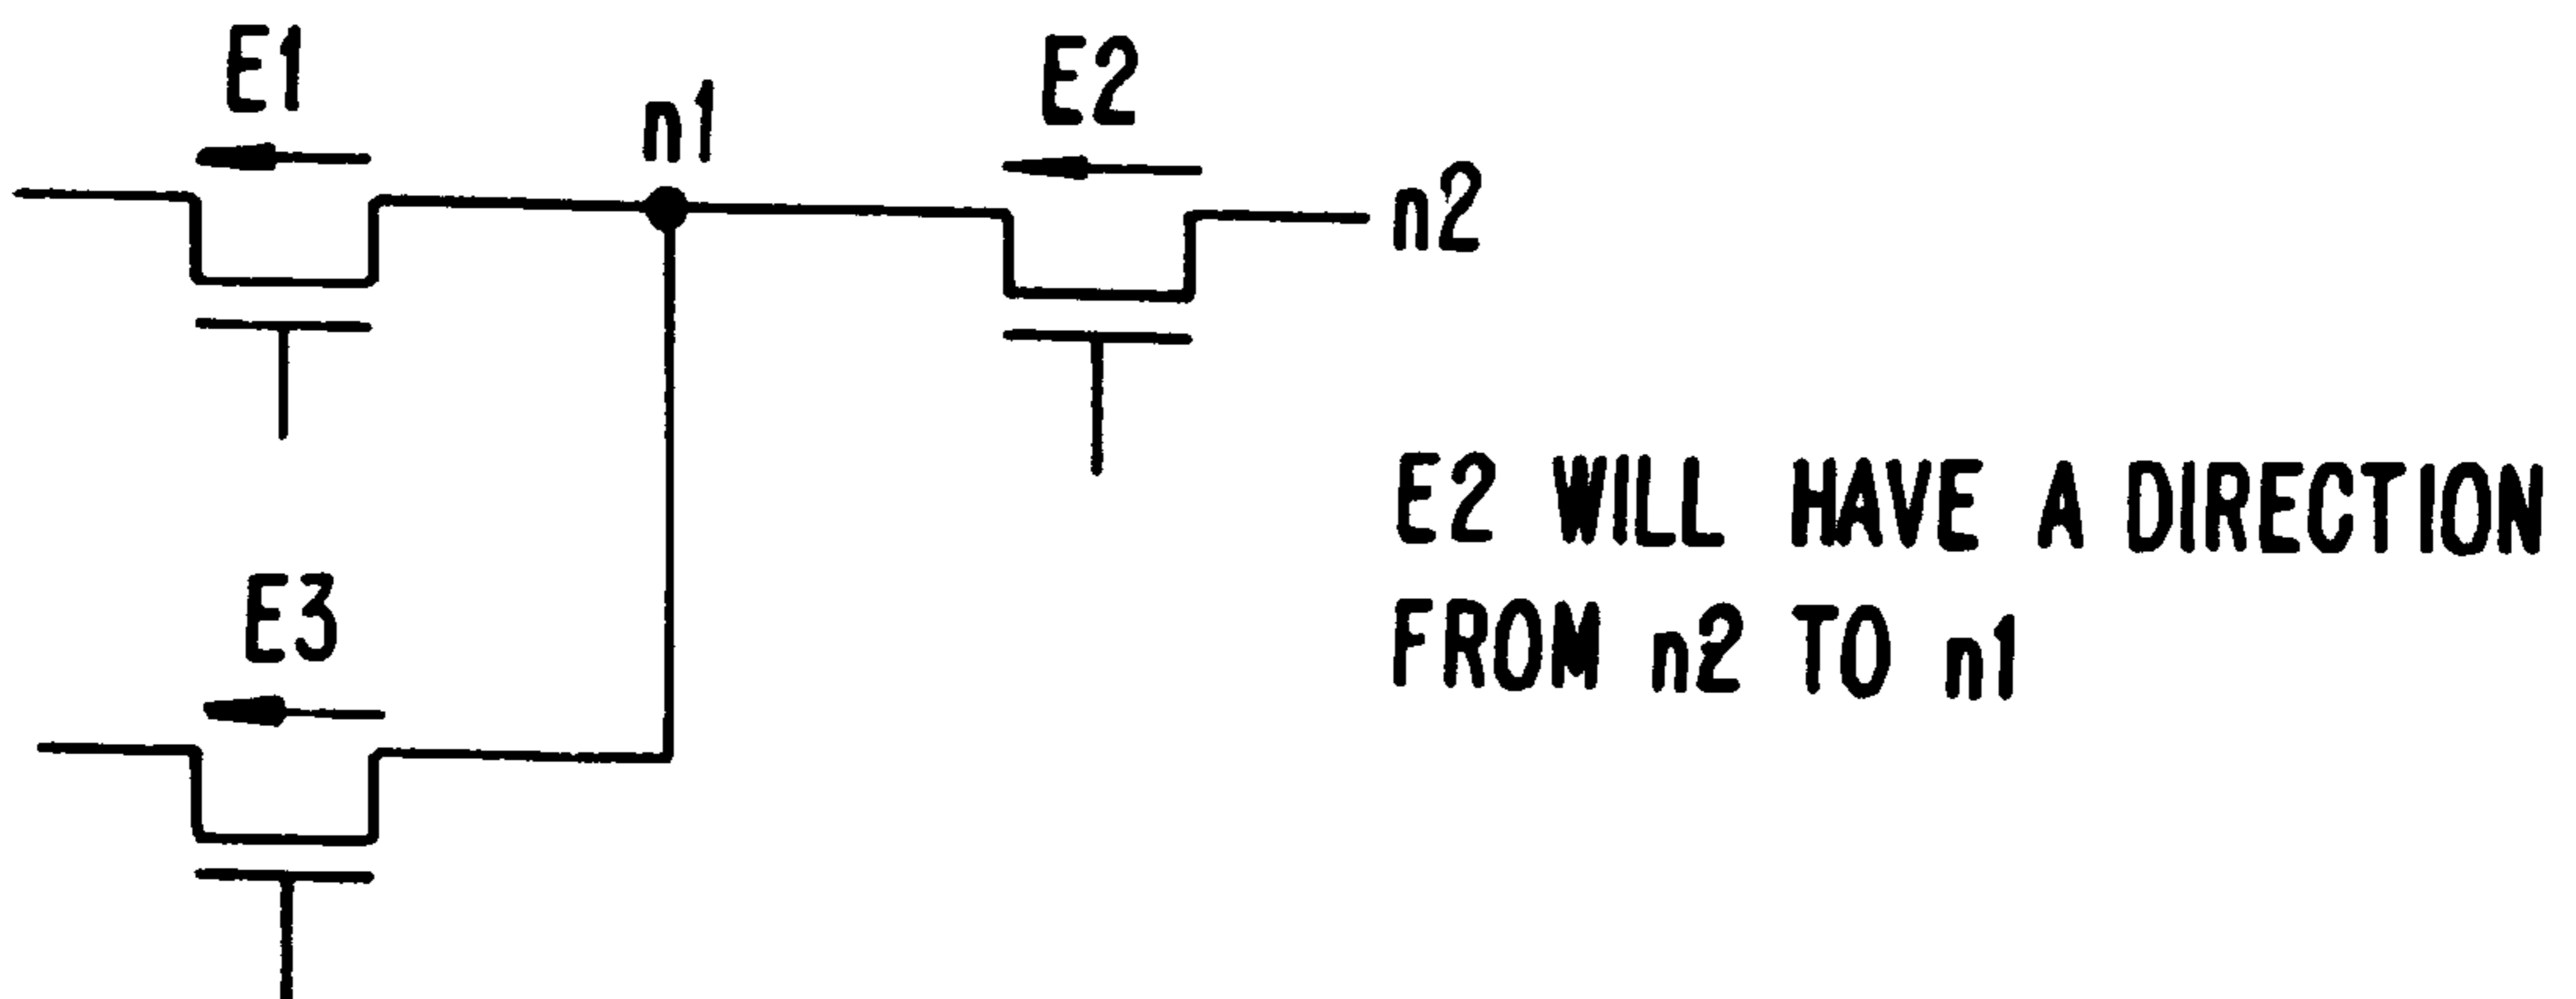 E1
n1
E2
n2
E3
E2 WILL HAVE A DIRECTION
FROM n2 TO n1